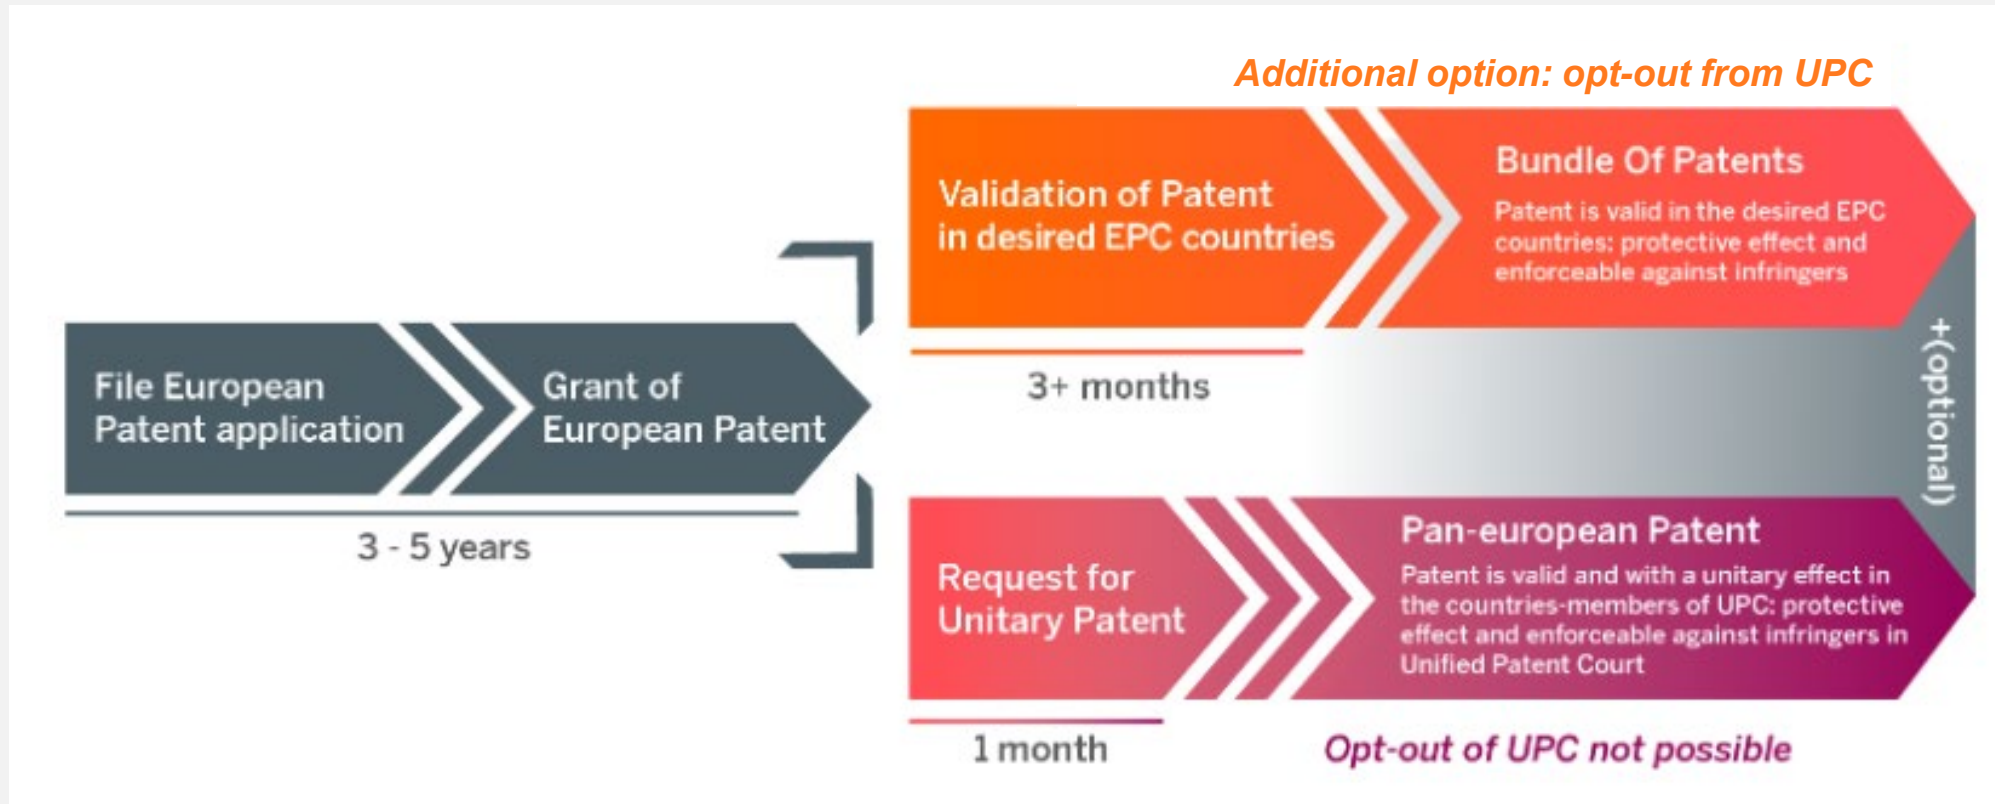 File European
Patent application
Grant of
European Patent
3 - 5 years
Additional option: opt-out from UPC
Validation of Patent
in desired EPC countries
Bundle Of Patents
Patent is valid in the desired EPC
countries: protective effect and
enforceable against infringers
3+ months
+(optional)
Request for
Unitary Patent
Pan-european Patent
Patent is valid and with a unitary effect in
the countries-members of UPC: protective
effect and enforceable against infringers in
Unified Patent Court
1 month
Opt-out of UPC not possible